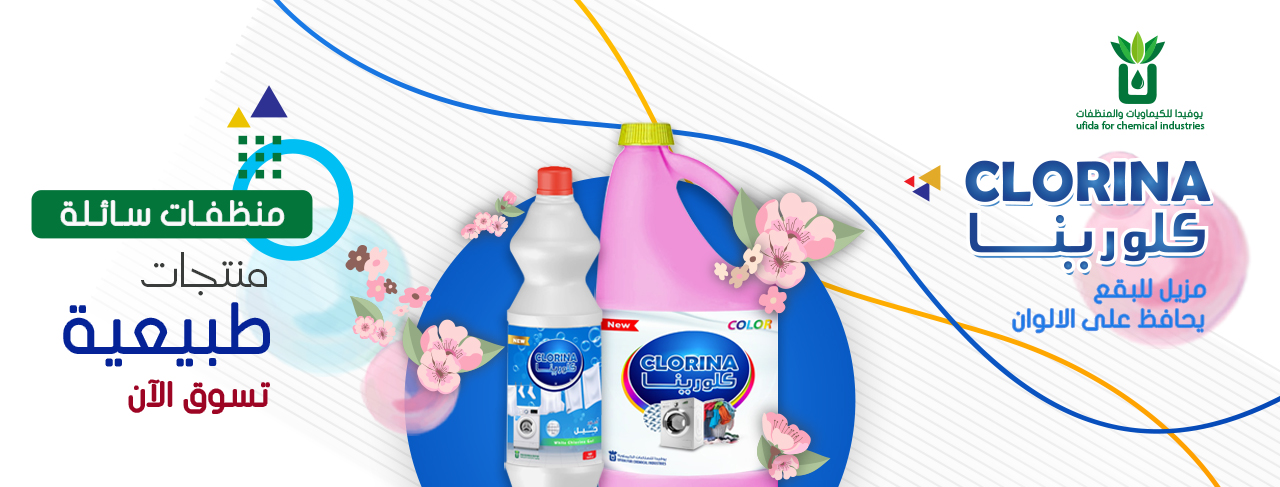 يوفيدا للكيماويات والمنظفات
ufida for chemical industries
CLORINA
كلورينا
مزيل للبقع
يحافظ على الالوان
منظفات سائلة
منتجات
طبيعية
تسوق الآن
NEW
CLORINA
كلورينا
New
COLOR
CLORINA
كلورينا